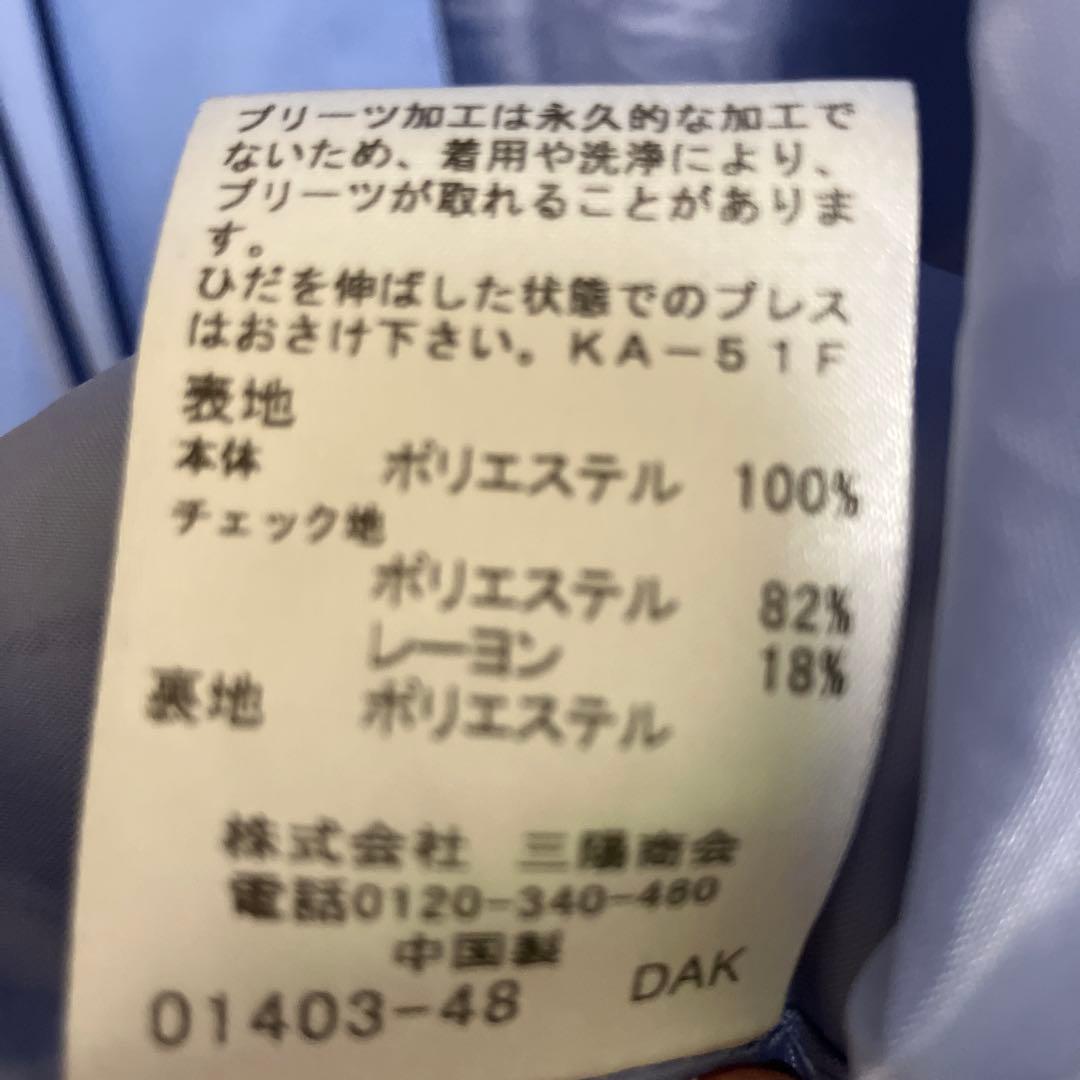 プリーツ加工は永久的な加工で
ないため、着用や洗浄により、
プリーツが取れることがありま
す。
ひだを伸ばした状態でのプレス
はおさけ下さい。KA－51F
表地
本体 ポリエステル 100%
チェック地
ポリエステル 82%
レーヨン 18%
裏地 ポリエステル
株式会社 三陽商会
電話0120-340-460
中国製
01403-48 DAK